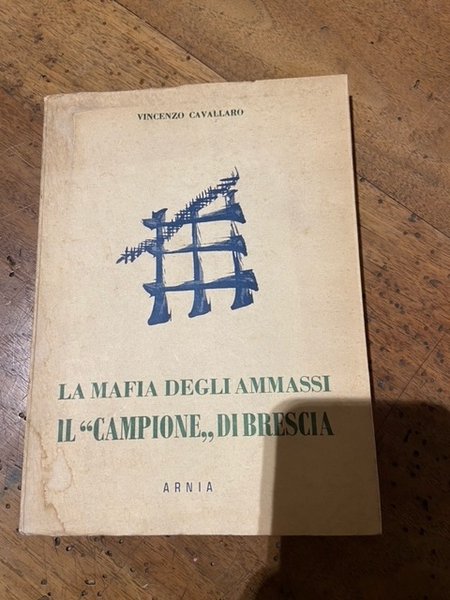 VINCENZO CAVALLARO
LA MAFIA DEGLI AMMASSI
IL “CAMPIONE„ DI BRESCIA
ARNIA